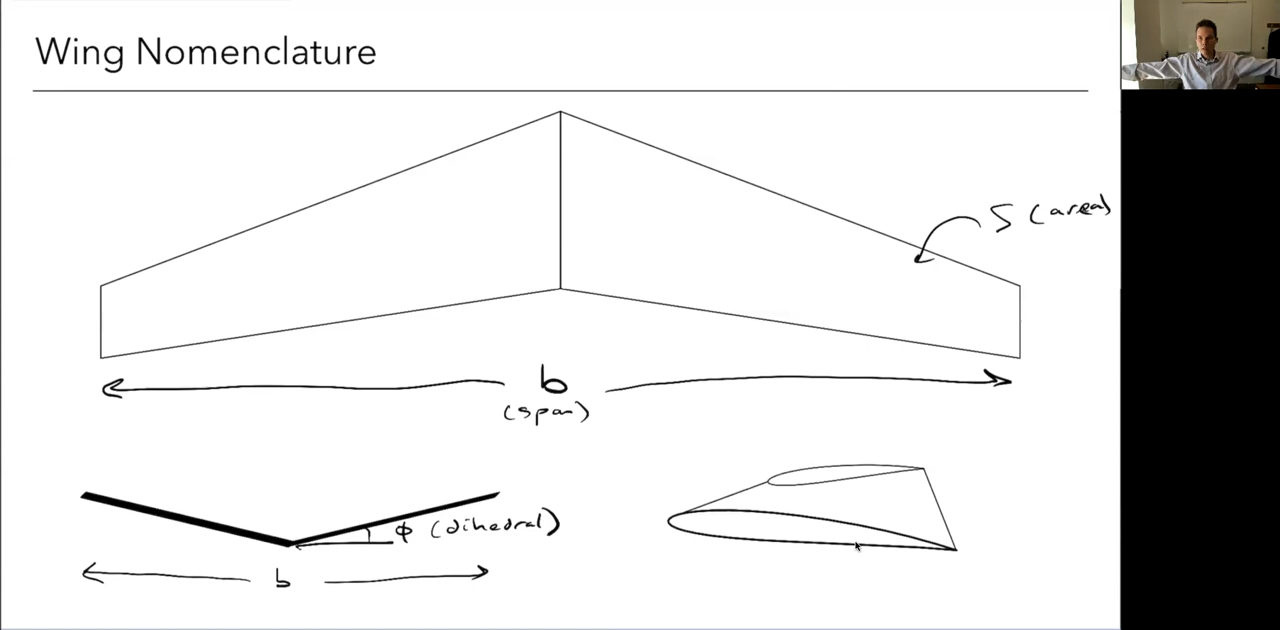 Wing Nomenclature
S (area)
b
(span)
ϕ (dihedral)
b